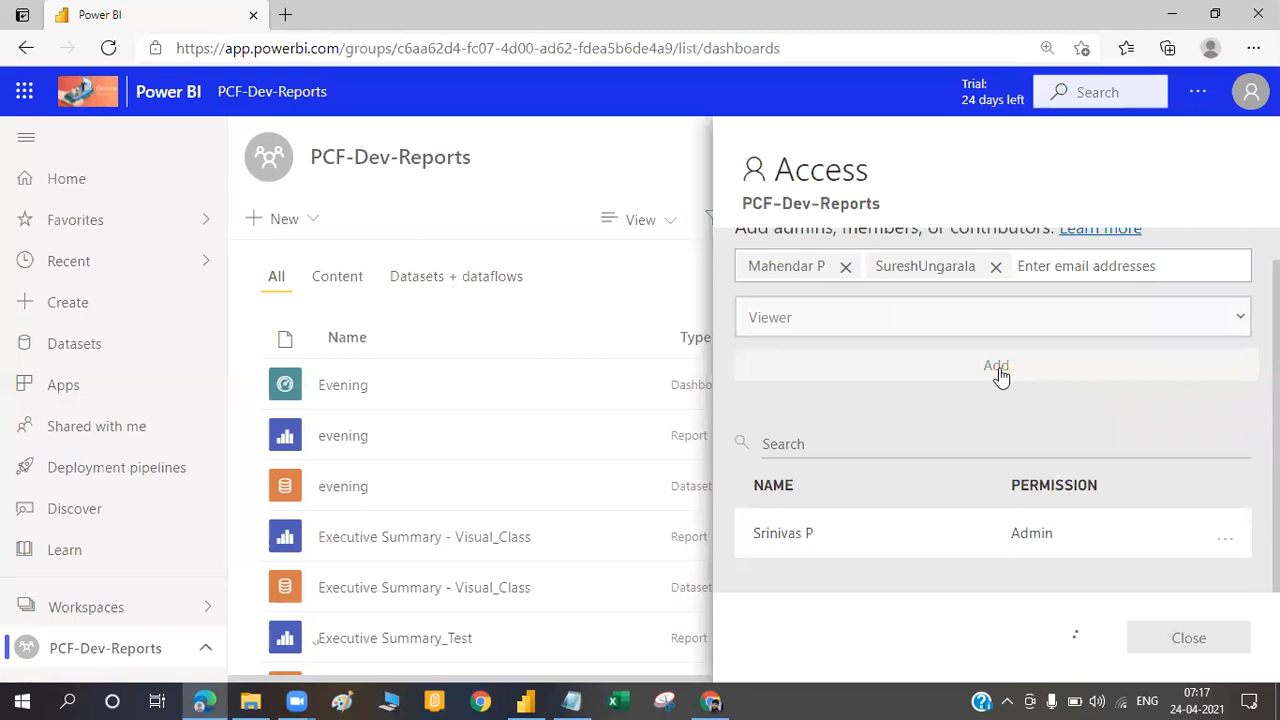 Power BI
https://app.powerbi.com/groups/c6aa62d4-fc07-4d00-ad62-fdea5b6de4a9/list/dashboards
Power BI
PCF-Dev-Reports
Trial:
24 days left
Search
Home
Favorites
Recent
Create
Datasets
Apps
Shared with me
Deployment pipelines
Discover
Learn
Workspaces
PCF-Dev-Reports
PCF-Dev-Reports
New
View
All
Content
Datasets + dataflows
Name
Type
Evening
Dashbo
evening
Report
evening
Dataset
Executive Summary - Visual_Class
Report
Executive Summary - Visual_Class
Dataset
Executive Summary_Test
Report
Access
PCF-Dev-Reports
Add admins, members, or contributors. Learn more
Mahendar P
SureshUngarala
Enter email addresses
Viewer
Add
Search
NAME
PERMISSION
Srinivas P
Admin
Close
ENG
07:17
24-04-2021